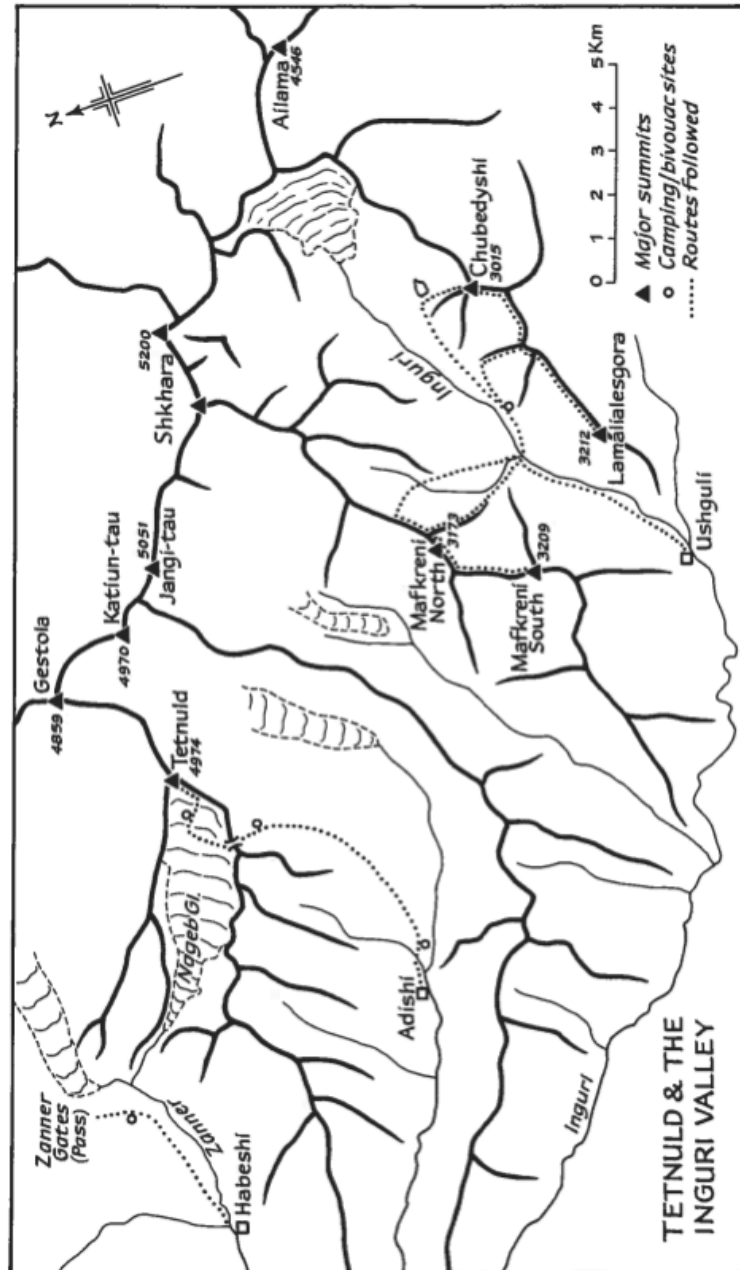 Zanner
Gates
(Pass)
Habeshi
Zanner
Nageb Gl.
Gestola
4859
Tetnuld
4974
Katiun-tau
4970
5051
Jangi-tau
Shkhara
5200
N
Ailama
4546
Adishi
Mafkreni
North
3173
Mafkreni
South
3209
Inguri
Chubedyshi
3015
3212
Lamalialesgora
Ushguli
Inguri
TETNULD & THE
INGURI VALLEY
0 1 2 3 4 5 Km
Major summits
Camping/bivouac sites
Routes followed